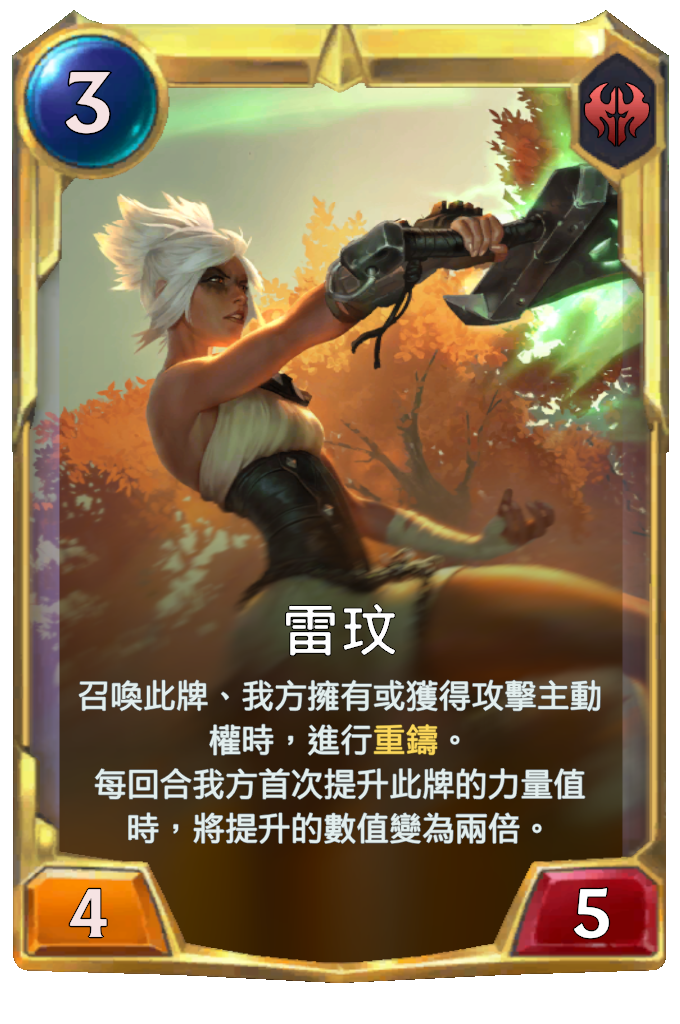 3
雷玟
召喚此牌、我方擁有或獲得攻擊主動
權時，進行重鑄。
每回合我方首次提升此牌的力量值
時，將提升的數值變為兩倍。
4
5